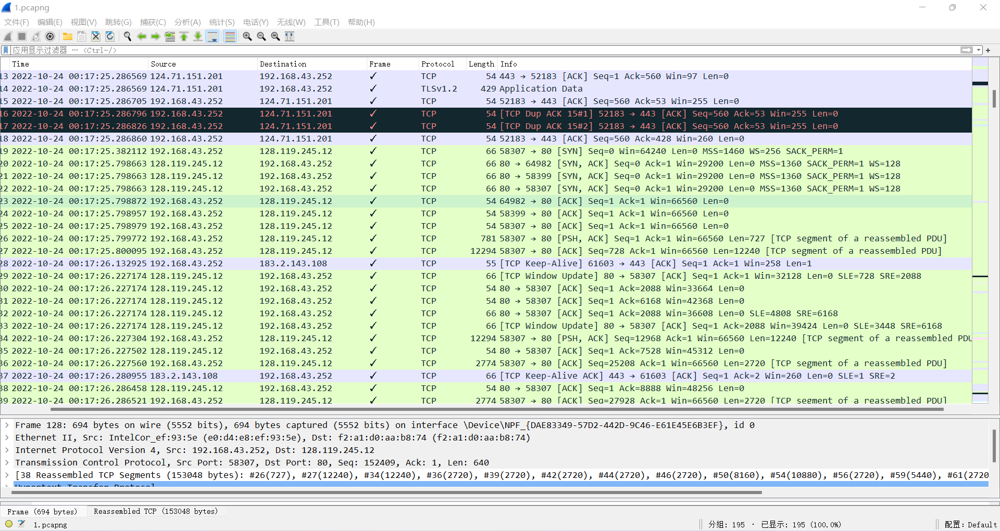 1.pcapng
文件(F) 编辑(E) 视图(V) 跳转(G) 捕获(C) 分析(A) 统计(S) 电话(Y) 无线(W) 工具(T) 帮助(H)
应用显示过滤器 … <Ctrl-/>
Time Source Destination Frame Protocol Length Info
13 2022-10-24 00:17:25.286569 124.71.151.201 192.168.43.252 ✓ TCP 54 443 → 52183 [ACK] Seq=1 Ack=560 Win=97 Len=0
14 2022-10-24 00:17:25.286569 124.71.151.201 192.168.43.252 ✓ TLSv1.2 429 Application Data
15 2022-10-24 00:17:25.286705 192.168.43.252 124.71.151.201 ✓ TCP 54 52183 → 443 [ACK] Seq=560 Ack=53 Win=255 Len=0
16 2022-10-24 00:17:25.286796 192.168.43.252 124.71.151.201 ✓ TCP 54 [TCP Dup ACK 15#1] 52183 → 443 [ACK] Seq=560 Ack=53 Win=255 Len=0
17 2022-10-24 00:17:25.286826 192.168.43.252 124.71.151.201 ✓ TCP 54 [TCP Dup ACK 15#2] 52183 → 443 [ACK] Seq=560 Ack=53 Win=255 Len=0
18 2022-10-24 00:17:25.286860 192.168.43.252 124.71.151.201 ✓ TCP 54 52183 → 443 [ACK] Seq=560 Ack=428 Win=260 Len=0
19 2022-10-24 00:17:25.382112 192.168.43.252 128.119.245.12 ✓ TCP 66 58307 → 80 [SYN] Seq=0 Win=64240 Len=0 MSS=1460 WS=256 SACK_PERM=1
20 2022-10-24 00:17:25.798663 128.119.245.12 192.168.43.252 ✓ TCP 66 80 → 64982 [SYN, ACK] Seq=0 Ack=1 Win=29200 Len=0 MSS=1360 SACK_PERM=1 WS=128
21 2022-10-24 00:17:25.798663 128.119.245.12 192.168.43.252 ✓ TCP 66 80 → 58399 [SYN, ACK] Seq=0 Ack=1 Win=29200 Len=0 MSS=1360 SACK_PERM=1 WS=128
22 2022-10-24 00:17:25.798663 128.119.245.12 192.168.43.252 ✓ TCP 66 80 → 58307 [SYN, ACK] Seq=0 Ack=1 Win=29200 Len=0 MSS=1360 SACK_PERM=1 WS=128
23 2022-10-24 00:17:25.798872 192.168.43.252 128.119.245.12 ✓ TCP 54 64982 → 80 [ACK] Seq=1 Ack=1 Win=66560 Len=0
24 2022-10-24 00:17:25.798957 192.168.43.252 128.119.245.12 ✓ TCP 54 58399 → 80 [ACK] Seq=1 Ack=1 Win=66560 Len=0
25 2022-10-24 00:17:25.798979 192.168.43.252 128.119.245.12 ✓ TCP 54 58307 → 80 [ACK] Seq=1 Ack=1 Win=66560 Len=0
26 2022-10-24 00:17:25.799772 192.168.43.252 128.119.245.12 ✓ TCP 781 58307 → 80 [PSH, ACK] Seq=1 Ack=1 Win=66560 Len=727 [TCP segment of a reassembled PDU]
27 2022-10-24 00:17:25.800095 192.168.43.252 128.119.245.12 ✓ TCP 12294 58307 → 80 [ACK] Seq=728 Ack=1 Win=66560 Len=12240 [TCP segment of a reassembled PDU]
28 2022-10-24 00:17:26.132925 192.168.43.252 183.2.143.108 ✓ TCP 55 [TCP Keep-Alive] 61603 → 443 [ACK] Seq=1 Ack=1 Win=258 Len=1
29 2022-10-24 00:17:26.227174 128.119.245.12 192.168.43.252 ✓ TCP 66 [TCP Window Update] 80 → 58307 [ACK] Seq=1 Ack=1 Win=32128 Len=0 SLE=728 SRE=2088
30 2022-10-24 00:17:26.227174 128.119.245.12 192.168.43.252 ✓ TCP 54 80 → 58307 [ACK] Seq=1 Ack=2088 Win=33664 Len=0
31 2022-10-24 00:17:26.227174 128.119.245.12 192.168.43.252 ✓ TCP 54 80 → 58307 [ACK] Seq=1 Ack=6168 Win=42368 Len=0
32 2022-10-24 00:17:26.227174 128.119.245.12 192.168.43.252 ✓ TCP 66 80 → 58307 [ACK] Seq=1 Ack=2088 Win=36608 Len=0 SLE=4808 SRE=6168
33 2022-10-24 00:17:26.227174 128.119.245.12 192.168.43.252 ✓ TCP 66 [TCP Window Update] 80 → 58307 [ACK] Seq=1 Ack=2088 Win=39424 Len=0 SLE=3448 SRE=6168
34 2022-10-24 00:17:26.227304 192.168.43.252 128.119.245.12 ✓ TCP 12294 58307 → 80 [PSH, ACK] Seq=12968 Ack=1 Win=66560 Len=12240 [TCP segment of a reassembled PDU
35 2022-10-24 00:17:26.227502 128.119.245.12 192.168.43.252 ✓ TCP 54 80 → 58307 [ACK] Seq=1 Ack=7528 Win=45312 Len=0
36 2022-10-24 00:17:26.227560 192.168.43.252 128.119.245.12 ✓ TCP 2774 58307 → 80 [ACK] Seq=25208 Ack=1 Win=66560 Len=2720 [TCP segment of a reassembled PDU]
37 2022-10-24 00:17:26.280955 183.2.143.108 192.168.43.252 ✓ TCP 66 [TCP Keep-Alive ACK] 443 → 61603 [ACK] Seq=1 Ack=2 Win=260 Len=0 SLE=1 SRE=2
38 2022-10-24 00:17:26.286458 128.119.245.12 192.168.43.252 ✓ TCP 54 80 → 58307 [ACK] Seq=1 Ack=8888 Win=48256 Len=0
39 2022-10-24 00:17:26.286521 192.168.43.252 128.119.245.12 ✓ TCP 2774 58307 → 80 [ACK] Seq=27928 Ack=1 Win=66560 Len=2720 [TCP segment of a reassembled PDU]
Frame 128: 694 bytes on wire (5552 bits), 694 bytes captured (5552 bits) on interface \Device\NPF_{DAE83349-57D2-442D-9C46-E61E45E6B3EF}, id 0
Ethernet II, Src: IntelCor_ef:93:5e (e0:d4:e8:ef:93:5e), Dst: f2:a1:d0:aa:b8:74 (f2:a1:d0:aa:b8:74)
Internet Protocol Version 4, Src: 192.168.43.252, Dst: 128.119.245.12
Transmission Control Protocol, Src Port: 58307, Dst Port: 80, Seq: 152409, Ack: 1, Len: 640
[38 Reassembled TCP Segments (153048 bytes): #26(727), #27(12240), #34(12240), #36(2720), #39(2720), #42(2720), #44(2720), #46(2720), #50(8160), #54(10880), #56(2720), #59(5440), #61(2720
Hypertext Transfer Protocol
Frame (694 bytes) Reassembled TCP (153048 bytes)
1.pcapng 分组: 195 · 已显示: 195 (100.0%) 配置: Default